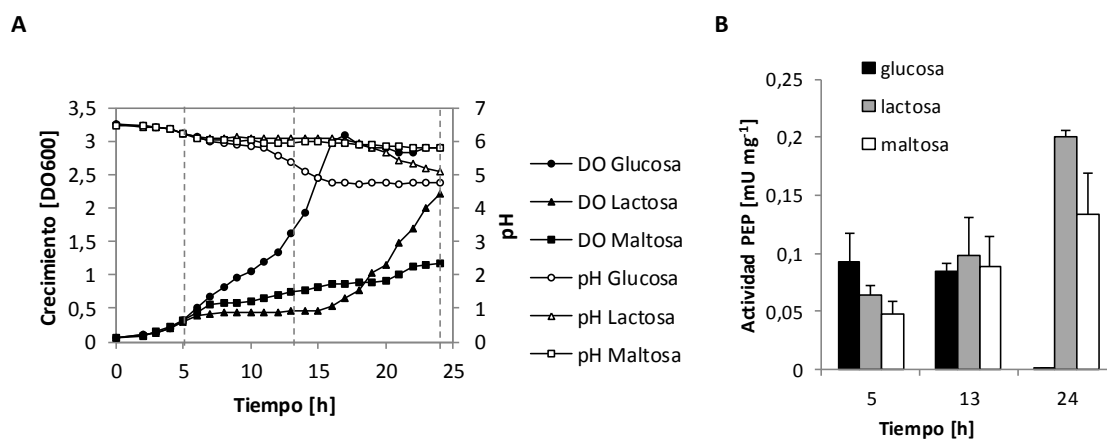 A
Crecimiento [DO600]
3,5
3
2,5
2
1,5
1
0,5
0
7
6
5
4
3
2
1
0
pH
0 5 10 15 20 25
Tiempo [h]
DO Glucosa
DO Lactosa
DO Maltosa
pH Glucosa
pH Lactosa
pH Maltosa
B
Actividad PEP [mU mg⁻¹]
0,25
0,2
0,15
0,1
0,05
0
glucosa
lactosa
maltosa
5 13 24
Tiempo [h]